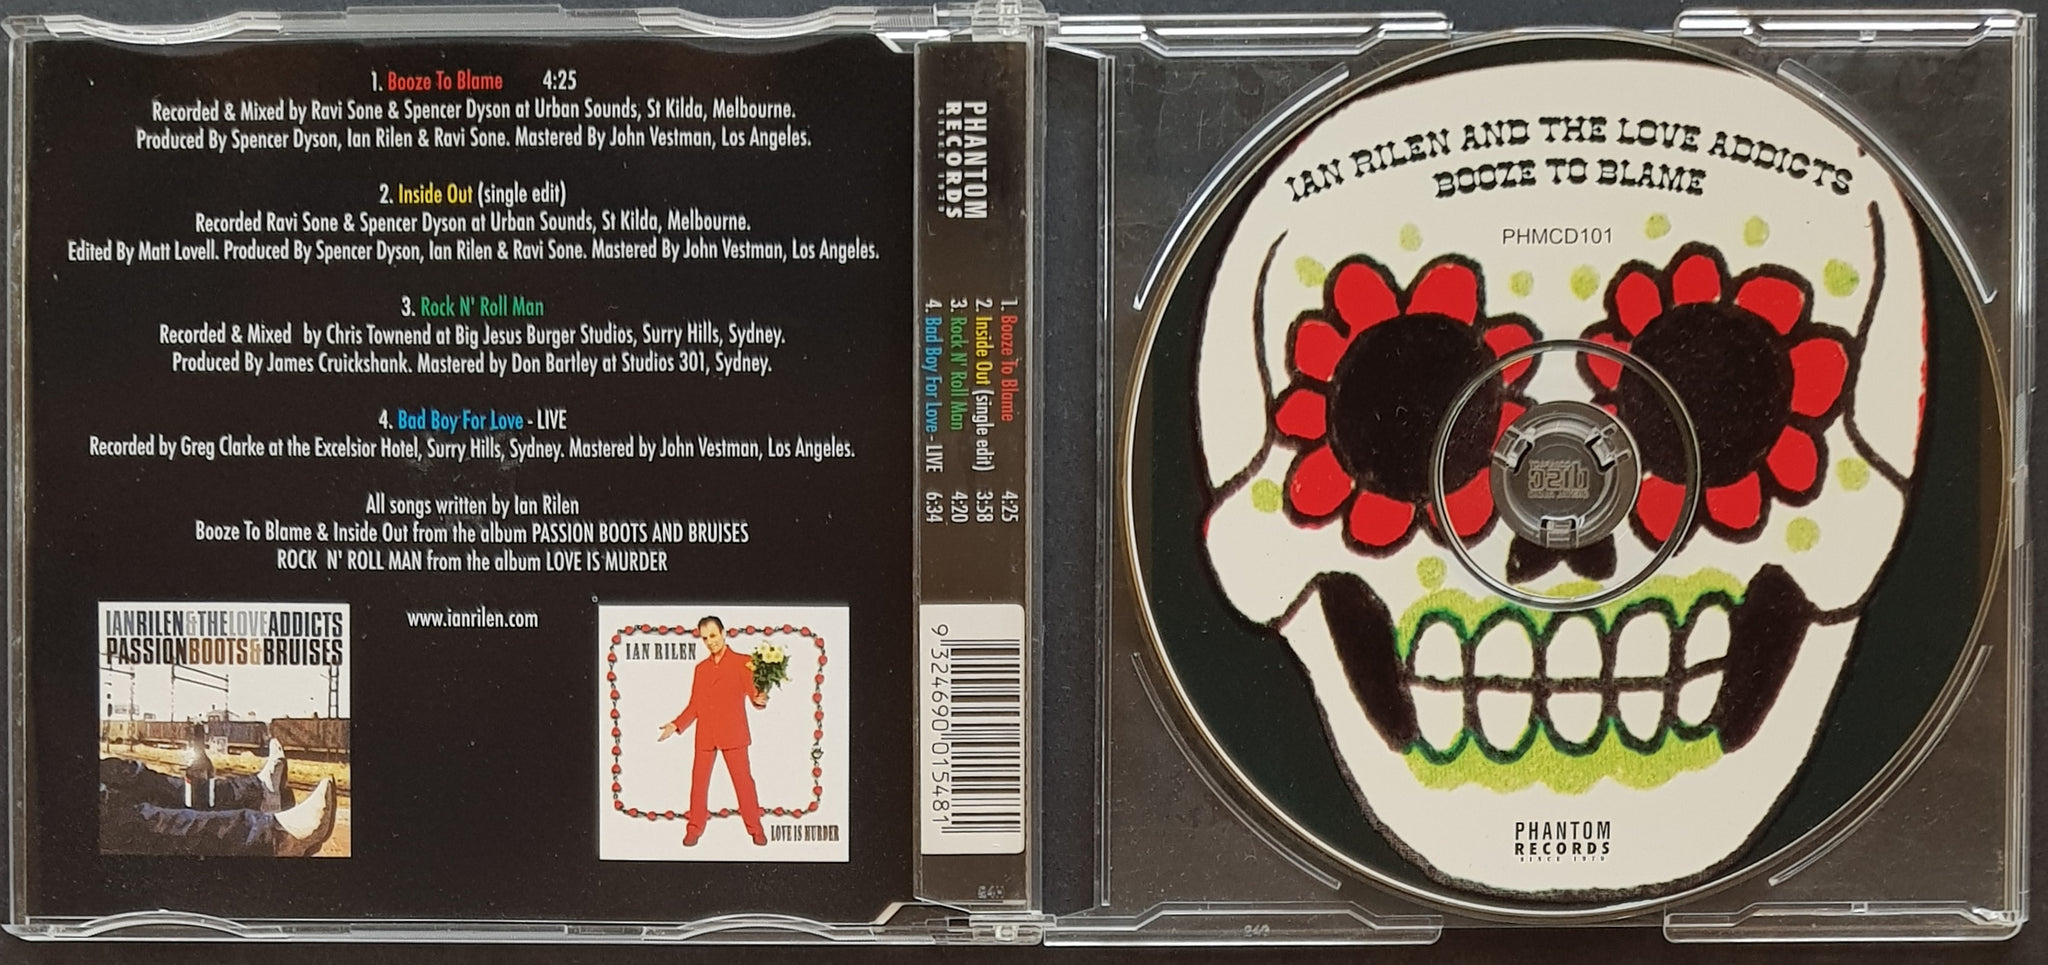 1. Booze To Blame 4:25
Recorded & Mixed by Ravi Sone & Spencer Dyson at Urban Sounds, St Kilda, Melbourne.
Produced By Spencer Dyson, Ian Rilen & Ravi Sone. Mastered By John Vestman, Los Angeles.
2. Inside Out (single edit)
Recorded Ravi Sone & Spencer Dyson at Urban Sounds, St Kilda, Melbourne.
Edited By Matt Lovell. Produced By Spencer Dyson, Ian Rilen & Ravi Sone. Mastered By John Vestman, Los Angeles.
3. Rock N' Roll Man
Recorded & Mixed by Chris Townend at Big Jesus Burger Studios, Surry Hills, Sydney.
Produced By James Cruickshank. Mastered by Don Bartley at Studios 301, Sydney.
4. Bad Boy For Love - LIVE
Recorded by Greg Clarke at the Excelsior Hotel, Surry Hills, Sydney. Mastered by John Vestman, Los Angeles.
All songs written by Ian Rilen
Booze To Blame & Inside Out from the album PASSION BOOTS AND BRUISES
ROCK N' ROLL MAN from the album LOVE IS MURDER
IANRILEN&THELOVEADDICTS
PASSIONBOOTS&BRUISES
www.ianrilen.com
IAN RILEN
LOVE IS MURDER
PHANTOM
RECORDS
SINCE 1979
1. Booze To Blame 4:25
2. Inside Out (single edit) 3:58
3. Rock N' Roll Man 4:20
4. Bad Boy For Love - LIVE 6:34
9 324690 015481
IAN RILEN AND THE LOVE ADDICTS
BOOZE TO BLAME
PHMCD101
disc
PHANTOM
RECORDS
SINCE 1979